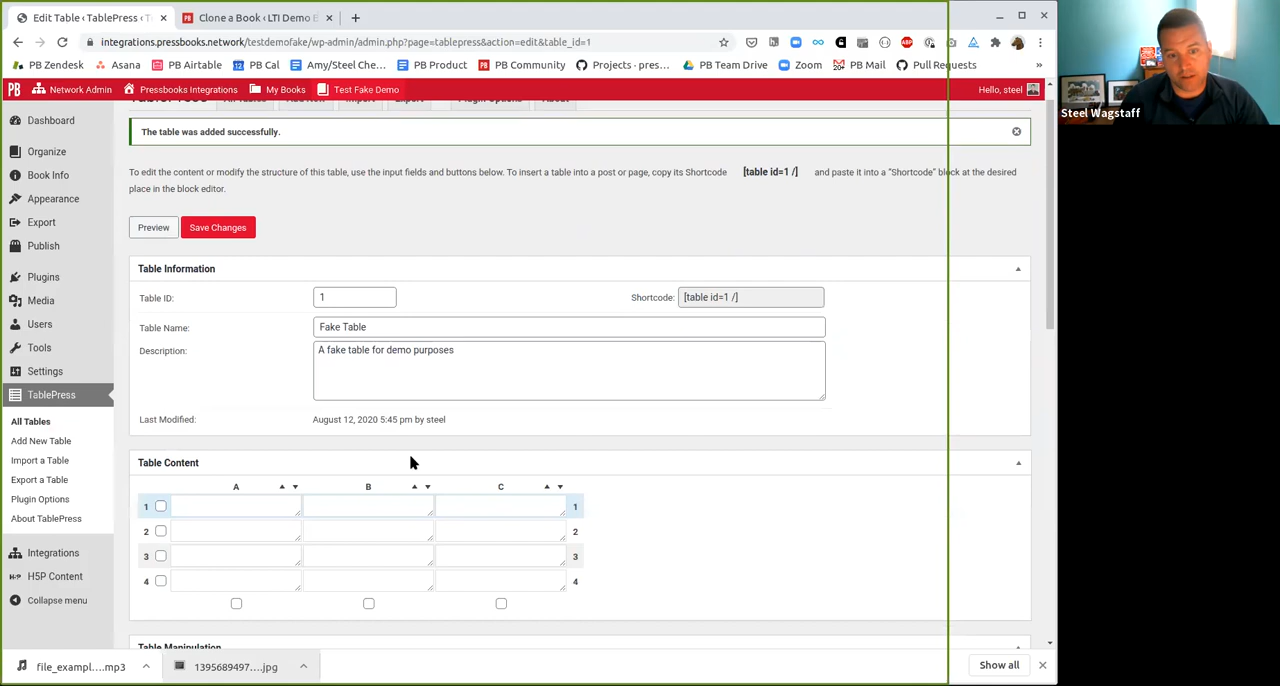 Edit Table ‹ TablePress ‹ T
Clone a Book ‹ LTI Demo B
integrations.pressbooks.network/testdemofake/wp-admin/admin.php?page=tablepress&action=edit&table_id=1
PB Zendesk
Asana
PB Airtable
PB Cal
Amy/Steel Che...
PB Project
PB Community
Projects · pres...
PB Team Drive
Zoom
PB Mail
Pull Requests
»
Network Admin
Pressbooks Integrations
My Books
Test Fake Demo
Hello, steel
Steel Wagstaff
Dashboard
Organize
Book Info
Appearance
Export
Publish
Plugins
Media
Users
Tools
Settings
TablePress
All Tables
Add New Table
Import a Table
Export a Table
Plugin Options
About TablePress
Integrations
H5P Content
Collapse menu
The table was added successfully.
To edit the content or modify the structure of this table, use the input fields and buttons below. To insert a table into a post or page, copy its Shortcode [table id=1 /] and paste it into a "Shortcode" block at the desired
place in the block editor.
Preview
Save Changes
Table Information
Table ID: 1 Shortcode: [table id=1 /]
Table Name: Fake Table
Description: A fake table for demo purposes
Last Modified: August 12, 2020 5:45 pm by steel
Table Content
A B C
1 1
2 2
3 3
4 4
Table Manipulation
file_exampl....mp3
1395689497....jpg
Show all